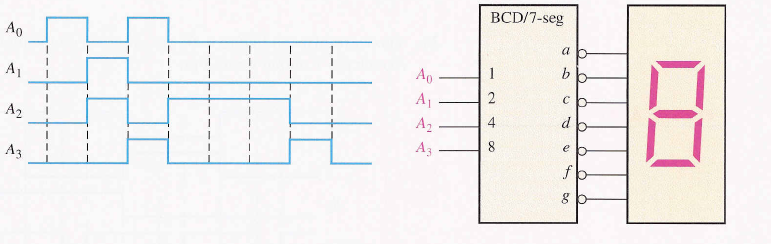 A₀
A₁
A₂
A₃
BCD/7-seg
A₀ 1
A₁ 2
A₂ 4
A₃ 8
a
b
c
d
e
f
g